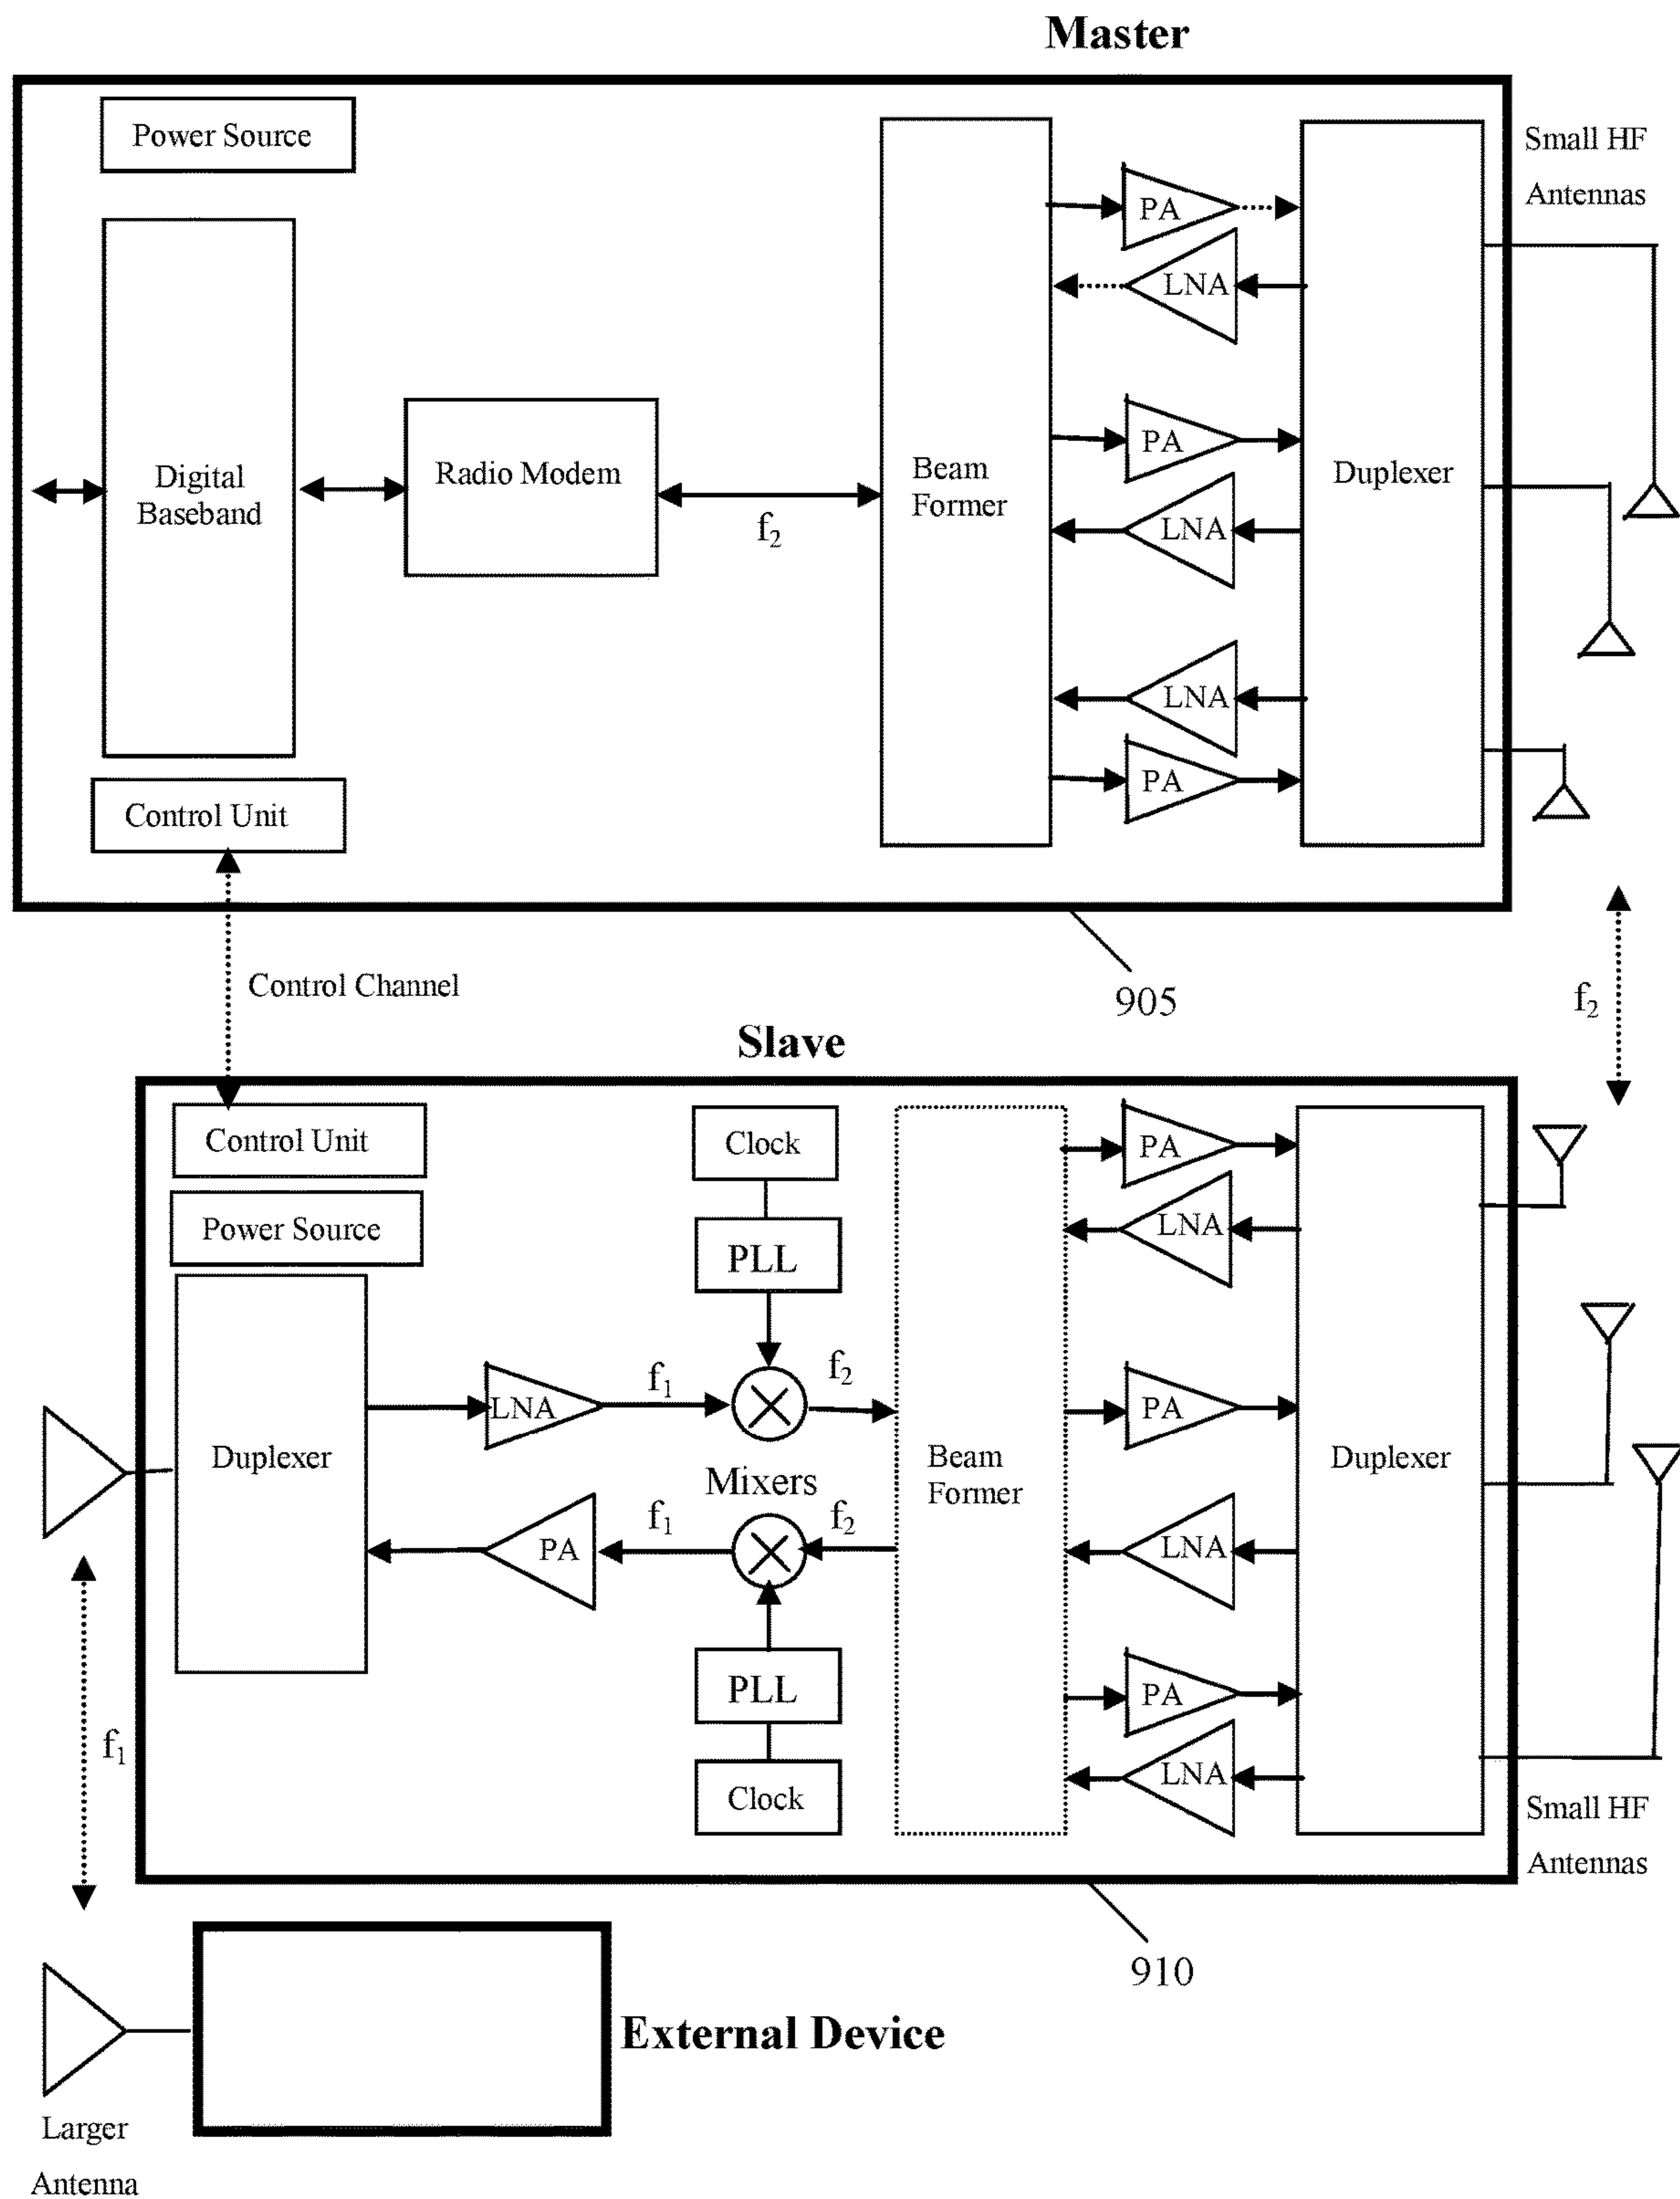 Master
Power Source
Small HF
Antennas
PA
LNA
PA
Digital
Baseband
Radio Modem
f2
Beam
Former
Duplexer
LNA
LNA
PA
Control Unit
Control Channel
905
f2
Slave
Control Unit
Clock
PA
Power Source
PLL
LNA
LNA
f1
f2
PA
Duplexer
Mixers
Beam
Former
Duplexer
PA
f1
f2
LNA
PLL
PA
f1
Clock
LNA
Small HF
Antennas
910
External Device
Larger
Antenna